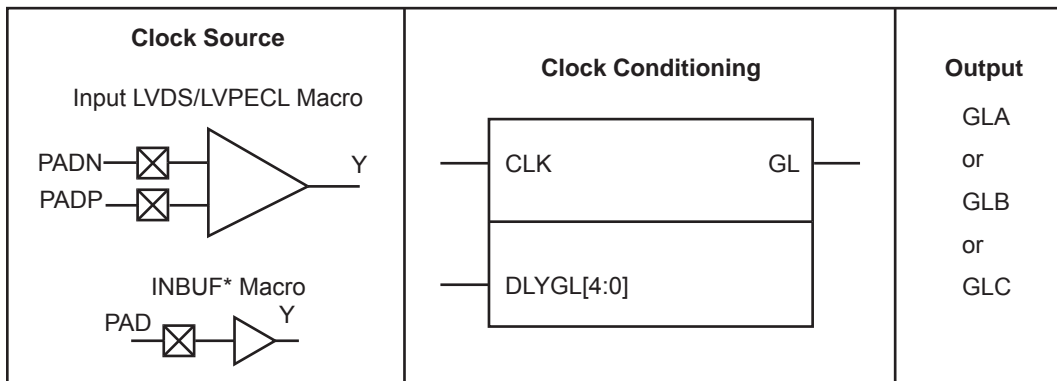 Clock Source
Input LVDS/LVPECL Macro
PADN
PADP
Y
INBUF* Macro
PAD
Y
Clock Conditioning
CLK
GL
DLYGL[4:0]
Output
GLA
or
GLB
or
GLC